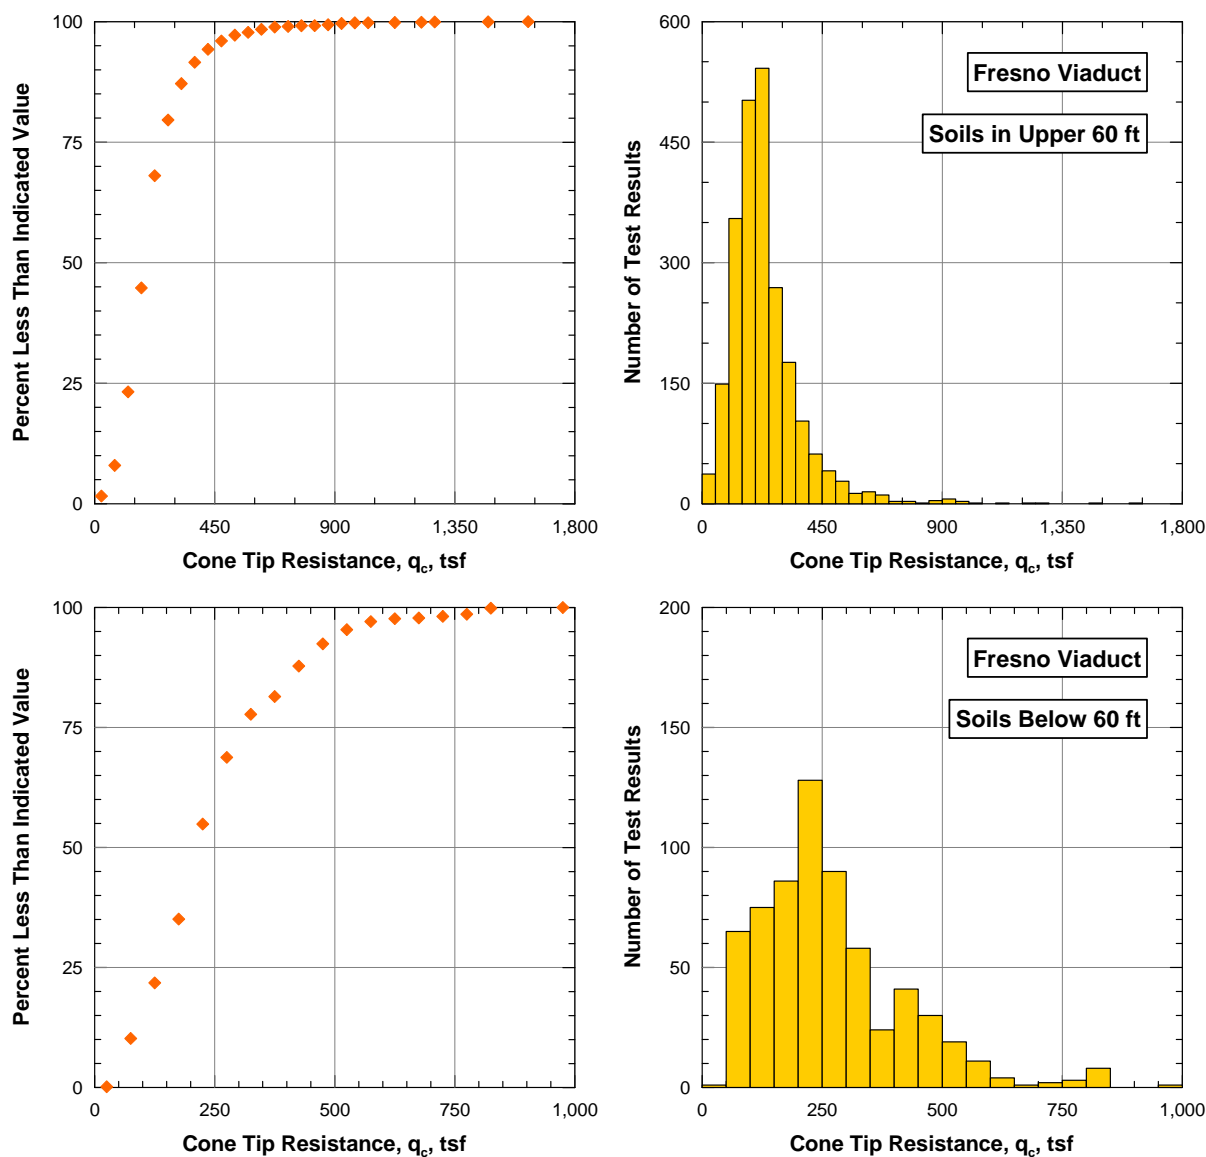 100
75
50
25
0
Percent Less Than Indicated Value
0 450 900 1,350 1,800
Cone Tip Resistance, qc, tsf
600
450
300
150
0
Number of Test Results
Fresno Viaduct
Soils in Upper 60 ft
0 450 900 1,350 1,800
Cone Tip Resistance, qc, tsf
100
75
50
25
0
Percent Less Than Indicated Value
0 250 500 750 1,000
Cone Tip Resistance, qc, tsf
200
150
100
50
0
Number of Test Results
Fresno Viaduct
Soils Below 60 ft
0 250 500 750 1,000
Cone Tip Resistance, qc, tsf